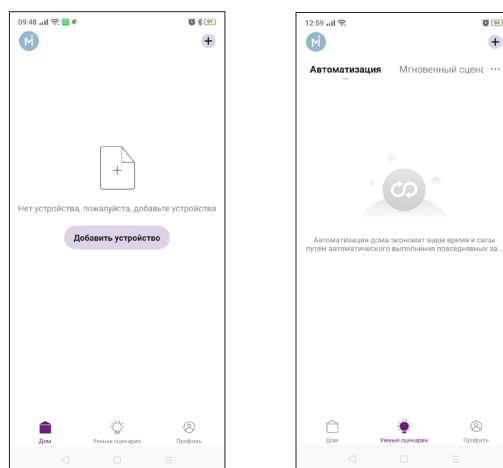 09:48
97
M
Нет устройства, пожалуйста, добавьте устройства
Добавить устройство
Дом
Умные сценарии
Профиль
12:59
M
Автоматизация
Мгновенный сцена
Автоматизация дома экономит ваше время и силы
путем автоматического выполнения повседневных за...
Дом
Умные сценарии
Профиль